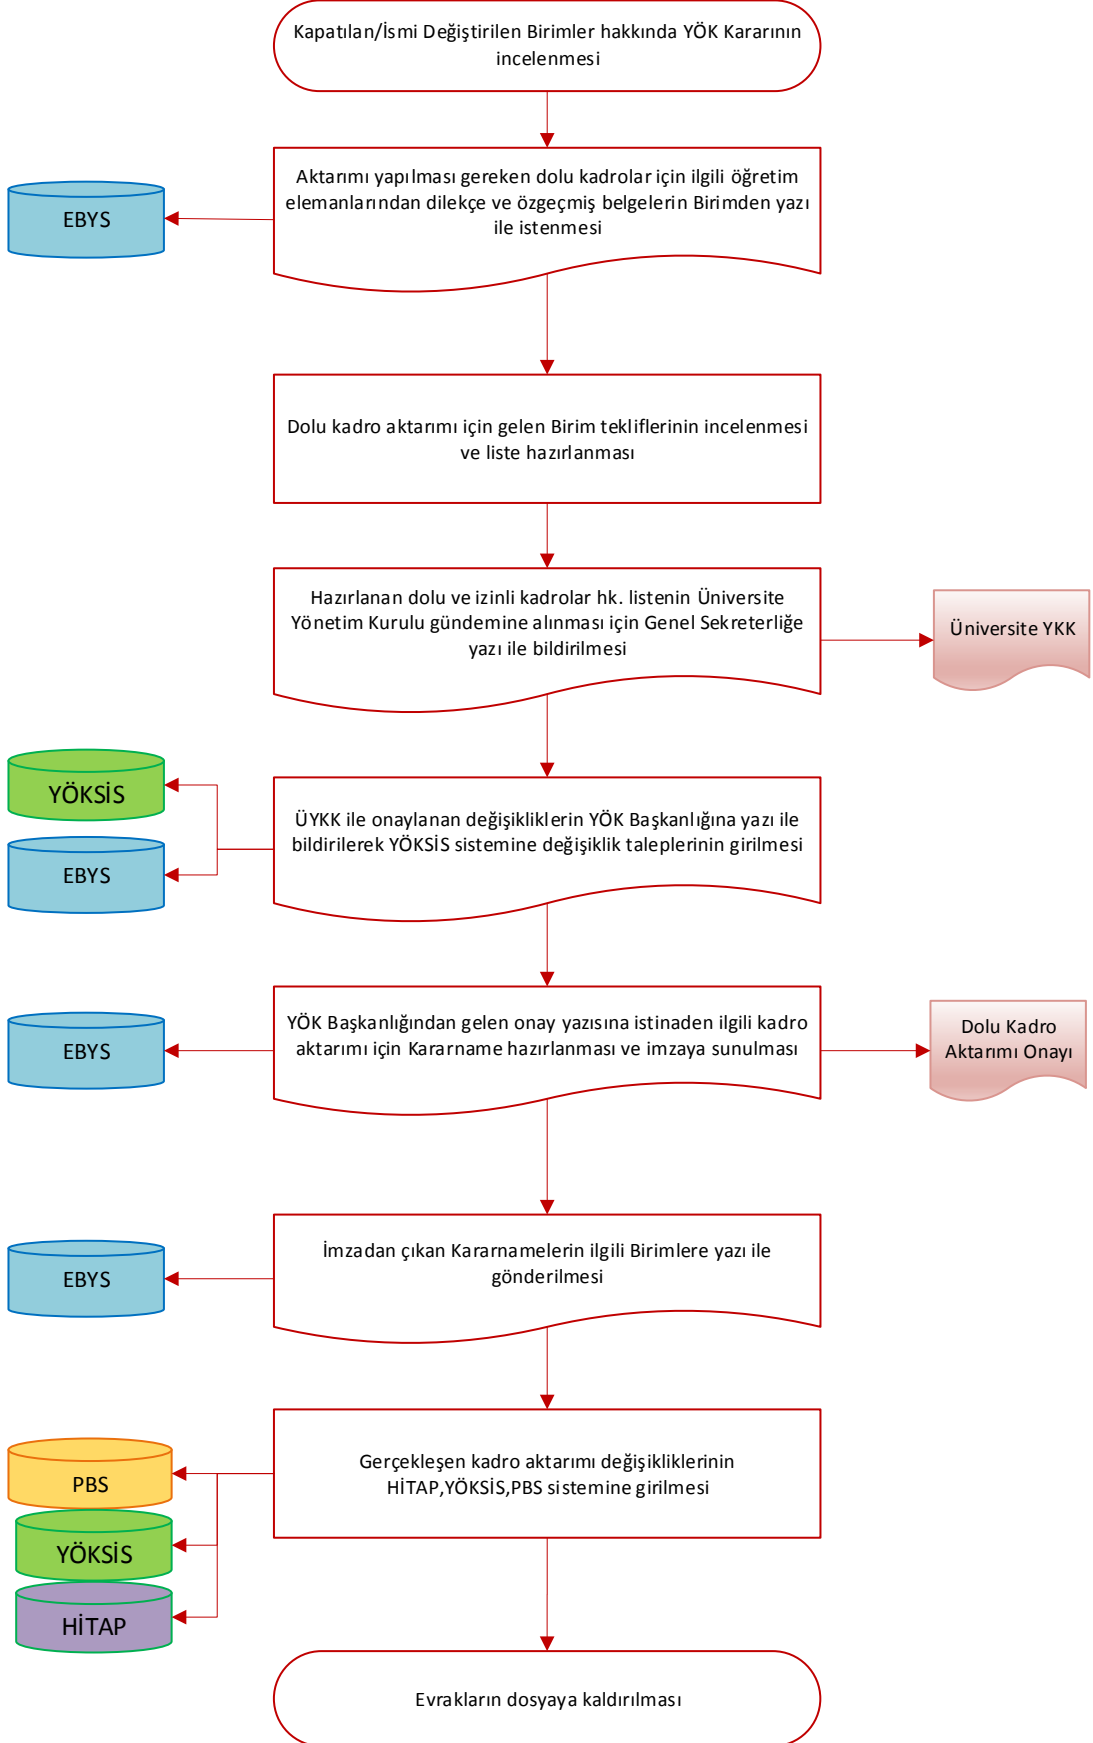 Kapatılan/İsmi Değiştirilen Birimler hakkında YÖK Kararının
incelenmesi
Aktarımı yapılması gereken dolu kadrolar için ilgili öğretim
elemanlarından dilekçe ve özgeçmiş belgelerin Birimden yazı
ile istenmesi
EBYS
Dolu kadro aktarımı için gelen Birim tekliflerinin incelenmesi
ve liste hazırlanması
Hazırlanan dolu ve izinli kadrolar hk. listenin Üniversite
Yönetim Kurulu gündemine alınması için Genel Sekreterliğe
yazı ile bildirilmesi
Üniversite YKK
YÖKSİS
EBYS
ÜYKK ile onaylanan değişikliklerin YÖK Başkanlığına yazı ile
bildirilerek YÖKSİS sistemine değişiklik taleplerinin girilmesi
EBYS
YÖK Başkanlığından gelen onay yazısına istinaden ilgili kadro
aktarımı için Kararname hazırlanması ve imzaya sunulması
Dolu Kadro
Aktarımı Onayı
EBYS
İmzadan çıkan Kararnamelerin ilgili Birimlere yazı ile
gönderilmesi
Gerçekleşen kadro aktarımı değişikliklerinin
HİTAP,YÖKSİS,PBS sistemine girilmesi
PBS
YÖKSİS
HİTAP
Evrakların dosyaya kaldırılması